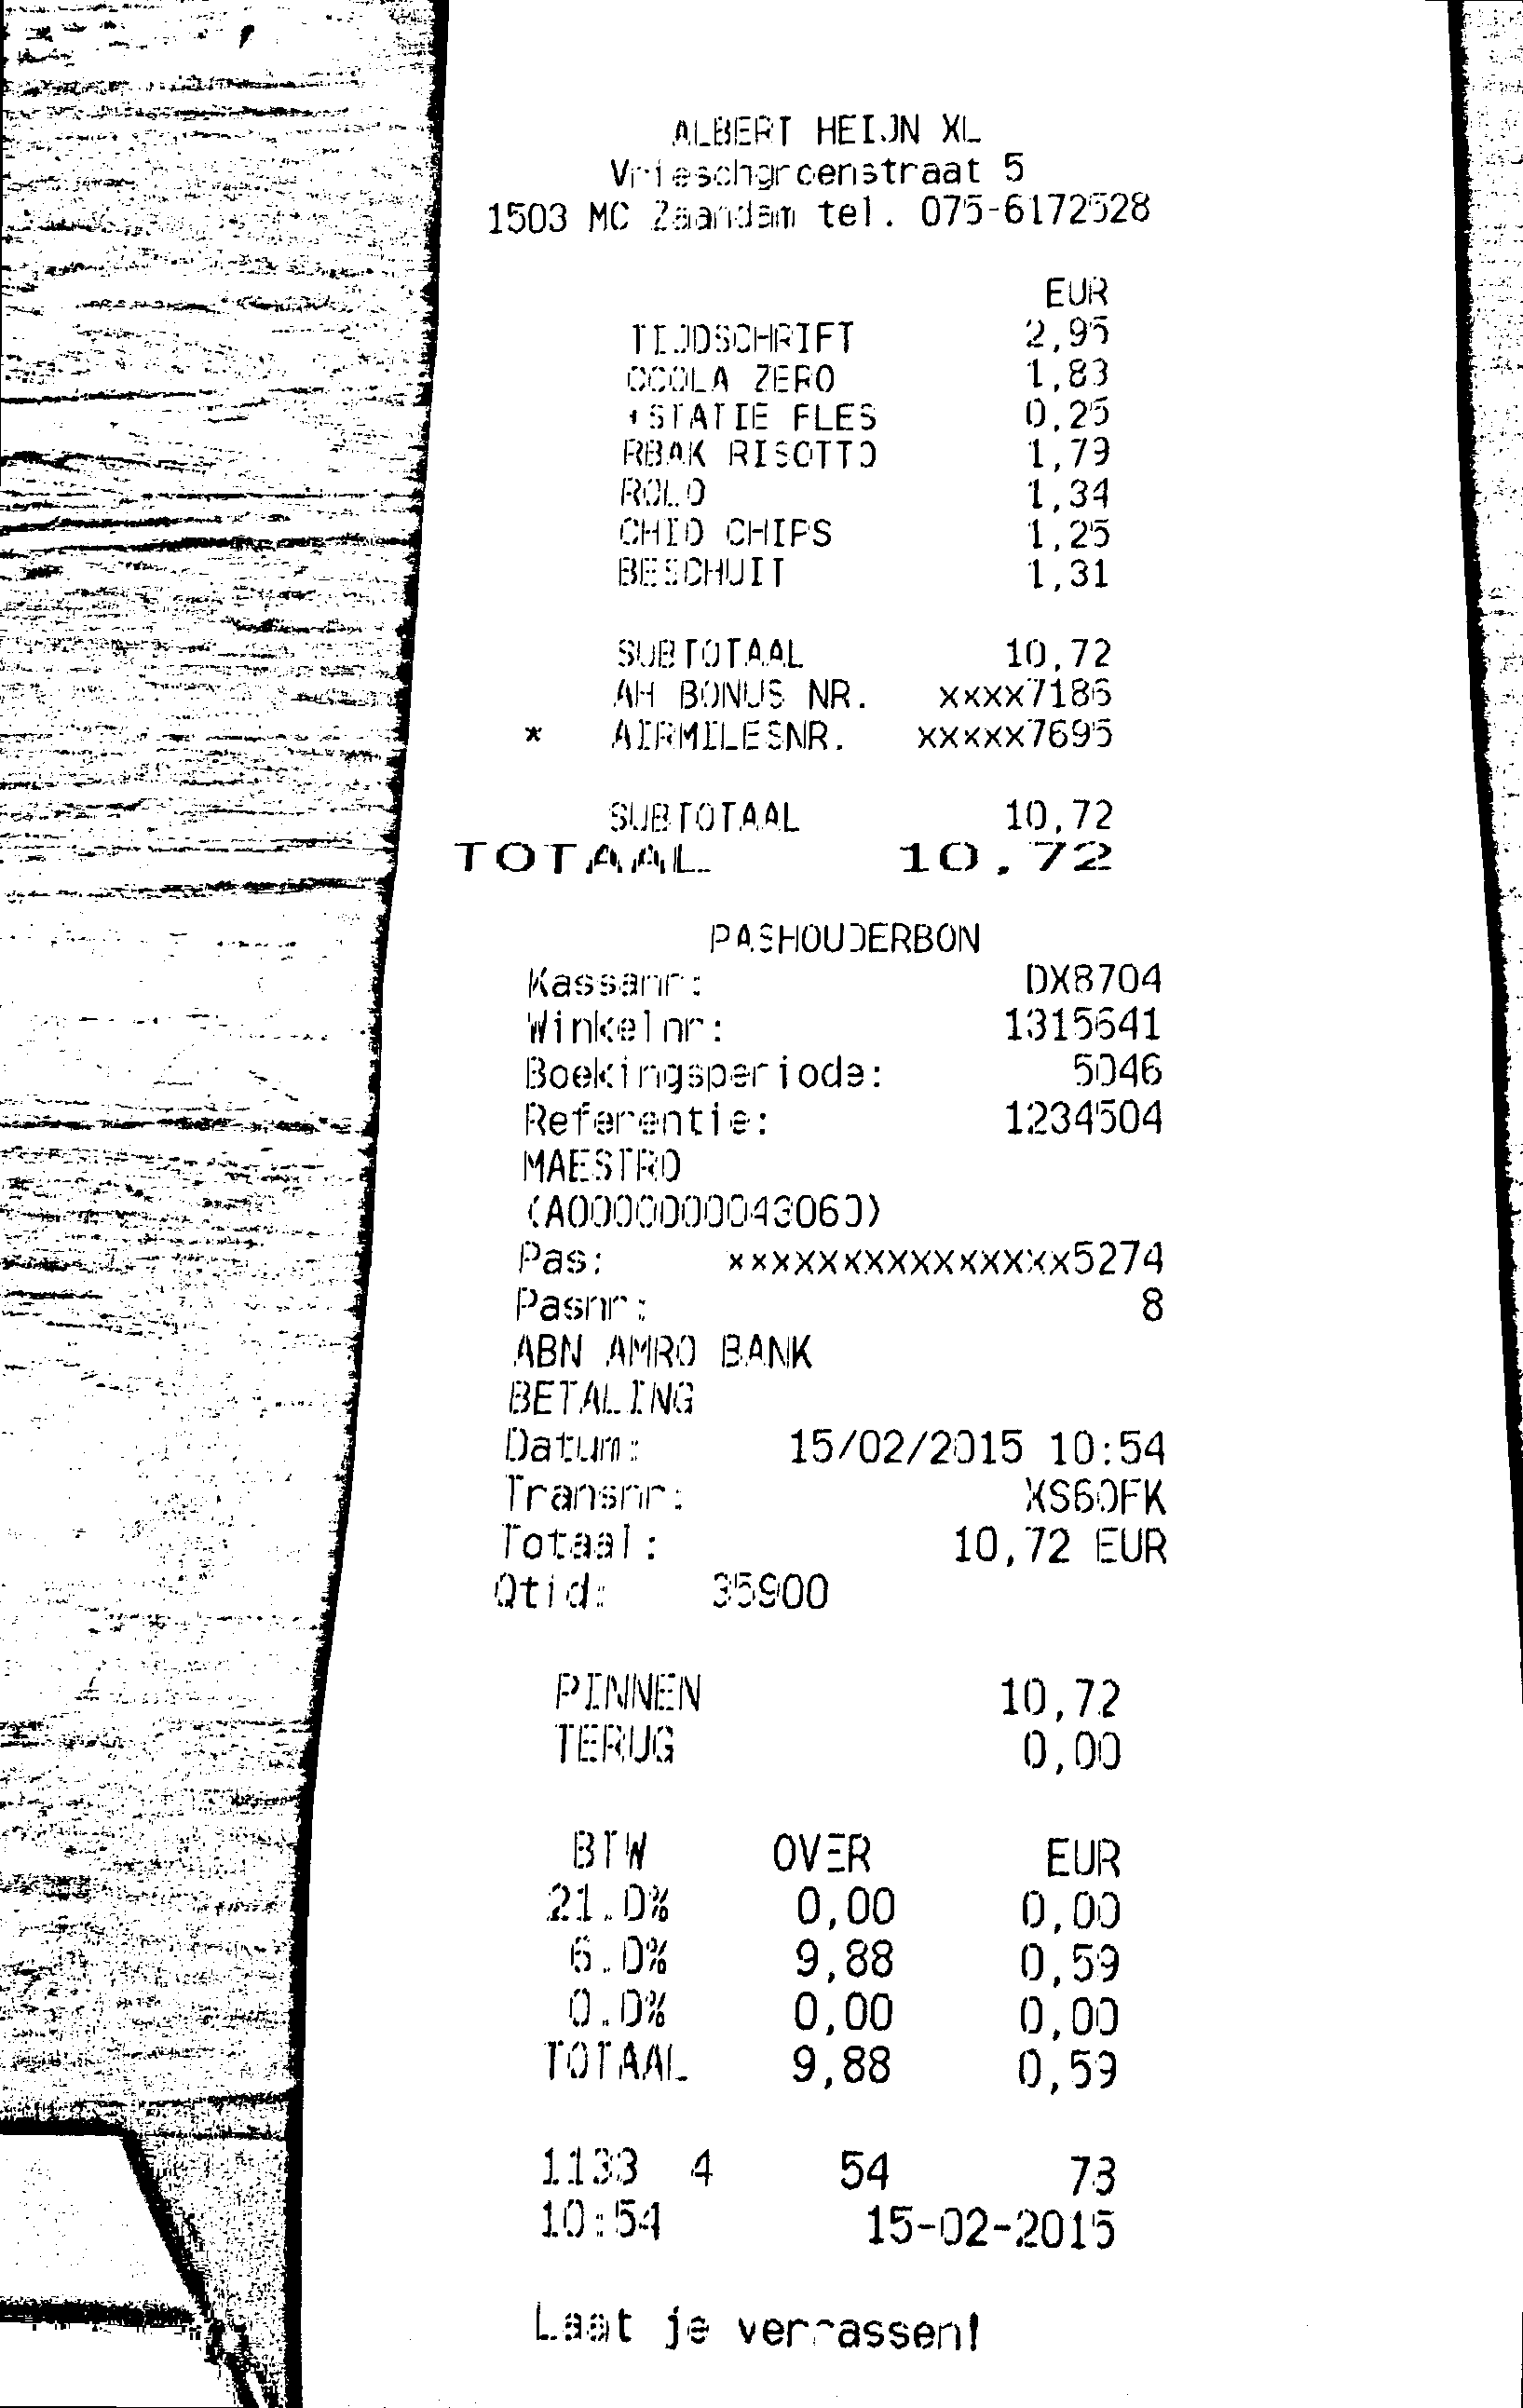 ALBERT HEIJN XL
Vrieschgroenstraat 5
1503 MC Zaandam tel. 075-6172528
EUR
TIJDSCHRIFT 2,95
CCOLA ZERO 1,83
+STATIE FLES 0,25
RBAK RISOTTO 1,79
ROLO 1,34
CHIO CHIPS 1,25
BESCHUIT 1,31
SUBTOTAAL 10,72
AH BONUS NR. xxxx7186
* AIRMILESNR. xxxxx7695
SUBTOTAAL 10,72
TOTAAL 10,72
PASHOUDERBON
Kassanr: DX8704
Winkelnr: 1315641
Boekingsperiode: 5046
Referentie: 1234504
MAESTRO
(A0000000043060)
Pas: xxxxxxxxxxxxxxx5274
Pasnr: 8
ABN AMRO BANK
BETALING
Datum: 15/02/2015 10:54
Transnr: XS60FK
Totaal: 10,72 EUR
Qtid: 35900
PINNEN 10,72
TERUG 0,00
BTW OVER EUR
21.0% 0,00 0,00
6.0% 9,88 0,59
0.0% 0,00 0,00
TOTAAL 9,88 0,59
1133 4 54 73
10:54 15-02-2015
Laat je verrassen!